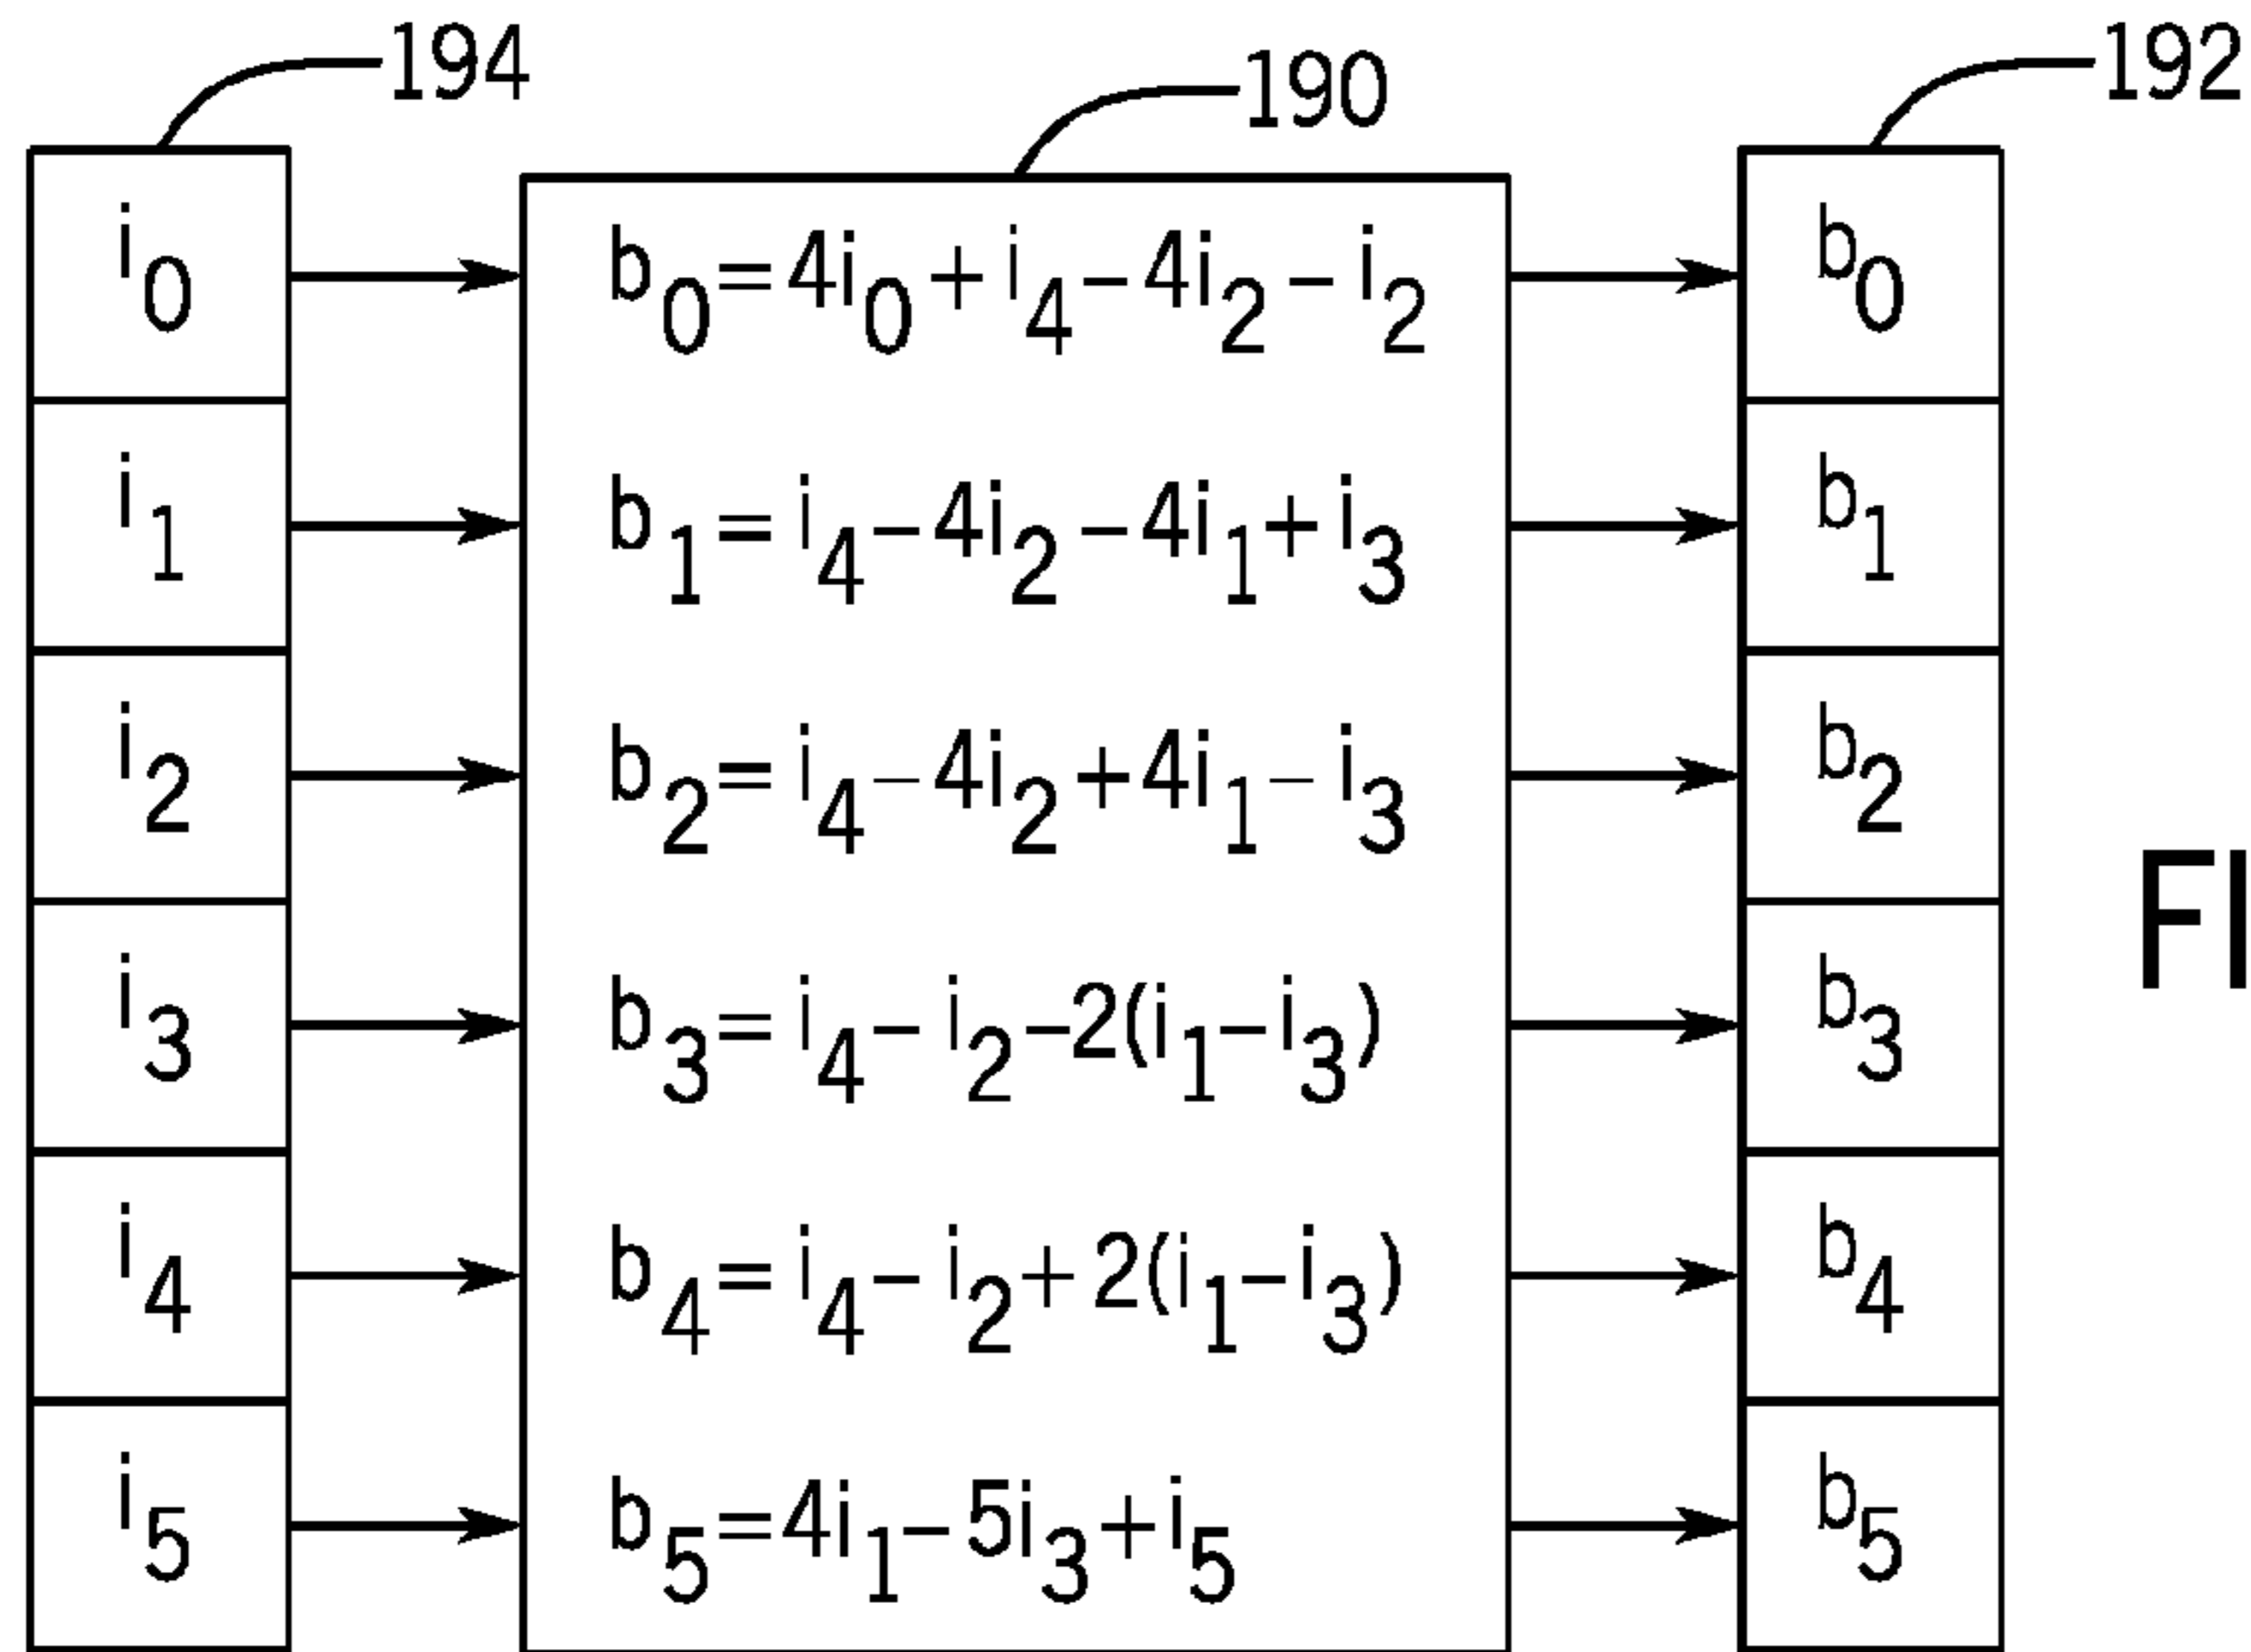 194
190
192
i0
b0=4i0+i4-4i2-i2
b0
i1
b1=i4-4i2-4i1+i3
b1
i2
b2=i4-4i2+4i1-i3
b2
FI
i3
b3=i4-i2-2(i1-i3)
b3
i4
b4=i4-i2+2(i1-i3)
b4
i5
b5=4i1-5i3+i5
b5